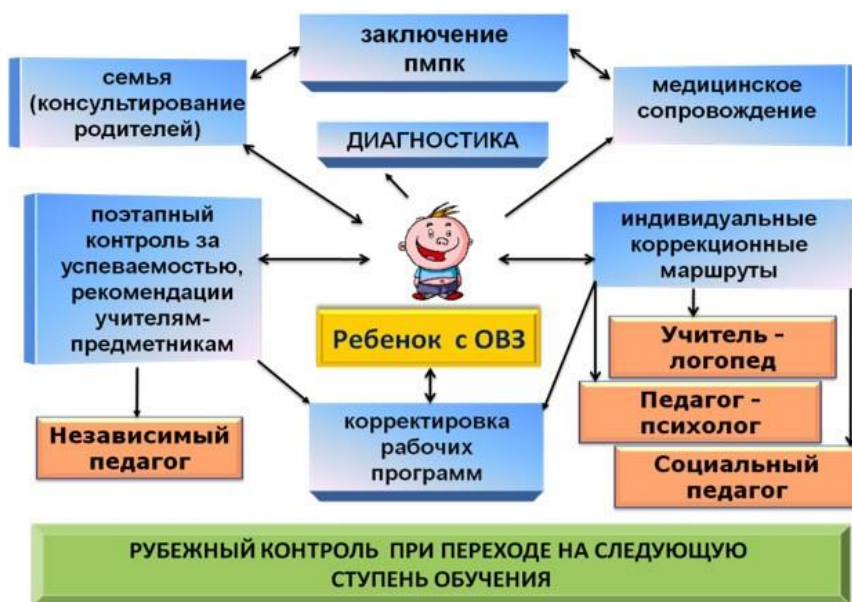 заключение
пмпк
семья
(консультирование
родителей)
медицинское
сопровождение
ДИАГНОСТИКА
поэтапный
контроль за
успеваемостью,
рекомендации
учителям-
предметникам
индивидуальные
коррекционные
маршруты
Ребенок с ОВЗ
Учитель -
логопед
Педагог -
психолог
Социальный
педагог
Независимый
педагог
корректировка
рабочих
программ
РУБЕЖНЫЙ КОНТРОЛЬ ПРИ ПЕРЕХОДЕ НА СЛЕДУЮЩУЮ
СТУПЕНЬ ОБУЧЕНИЯ